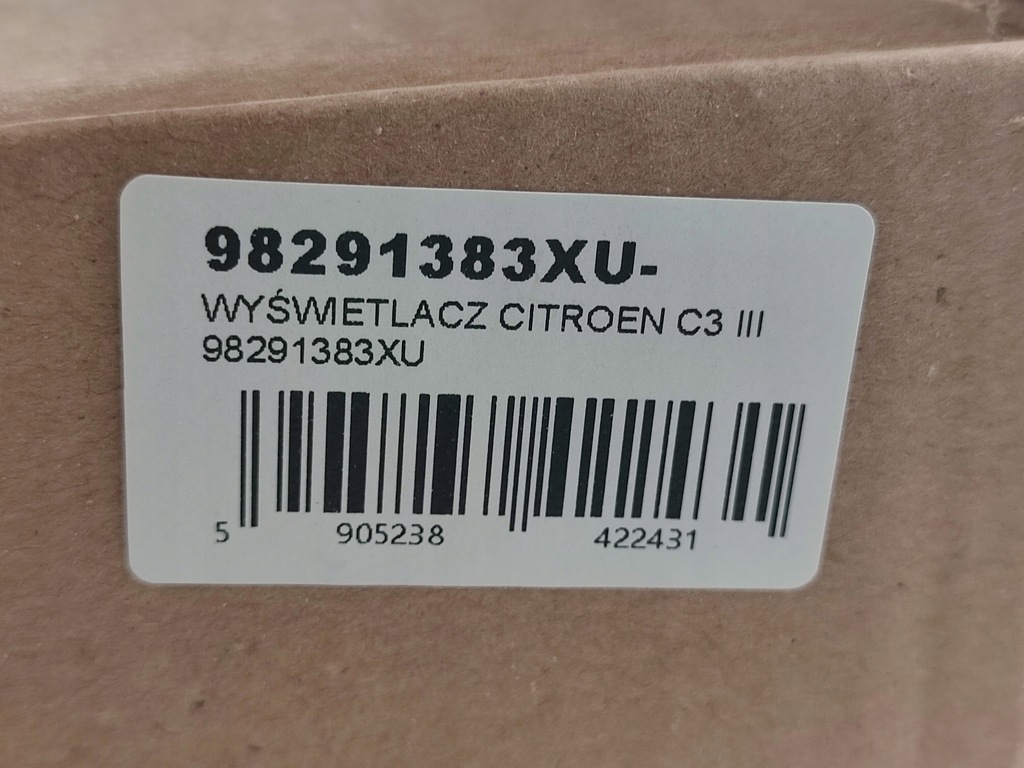 98291383XU-
WYŚWIETLACZ CITROEN C3 III
98291383XU
5 905238 422431